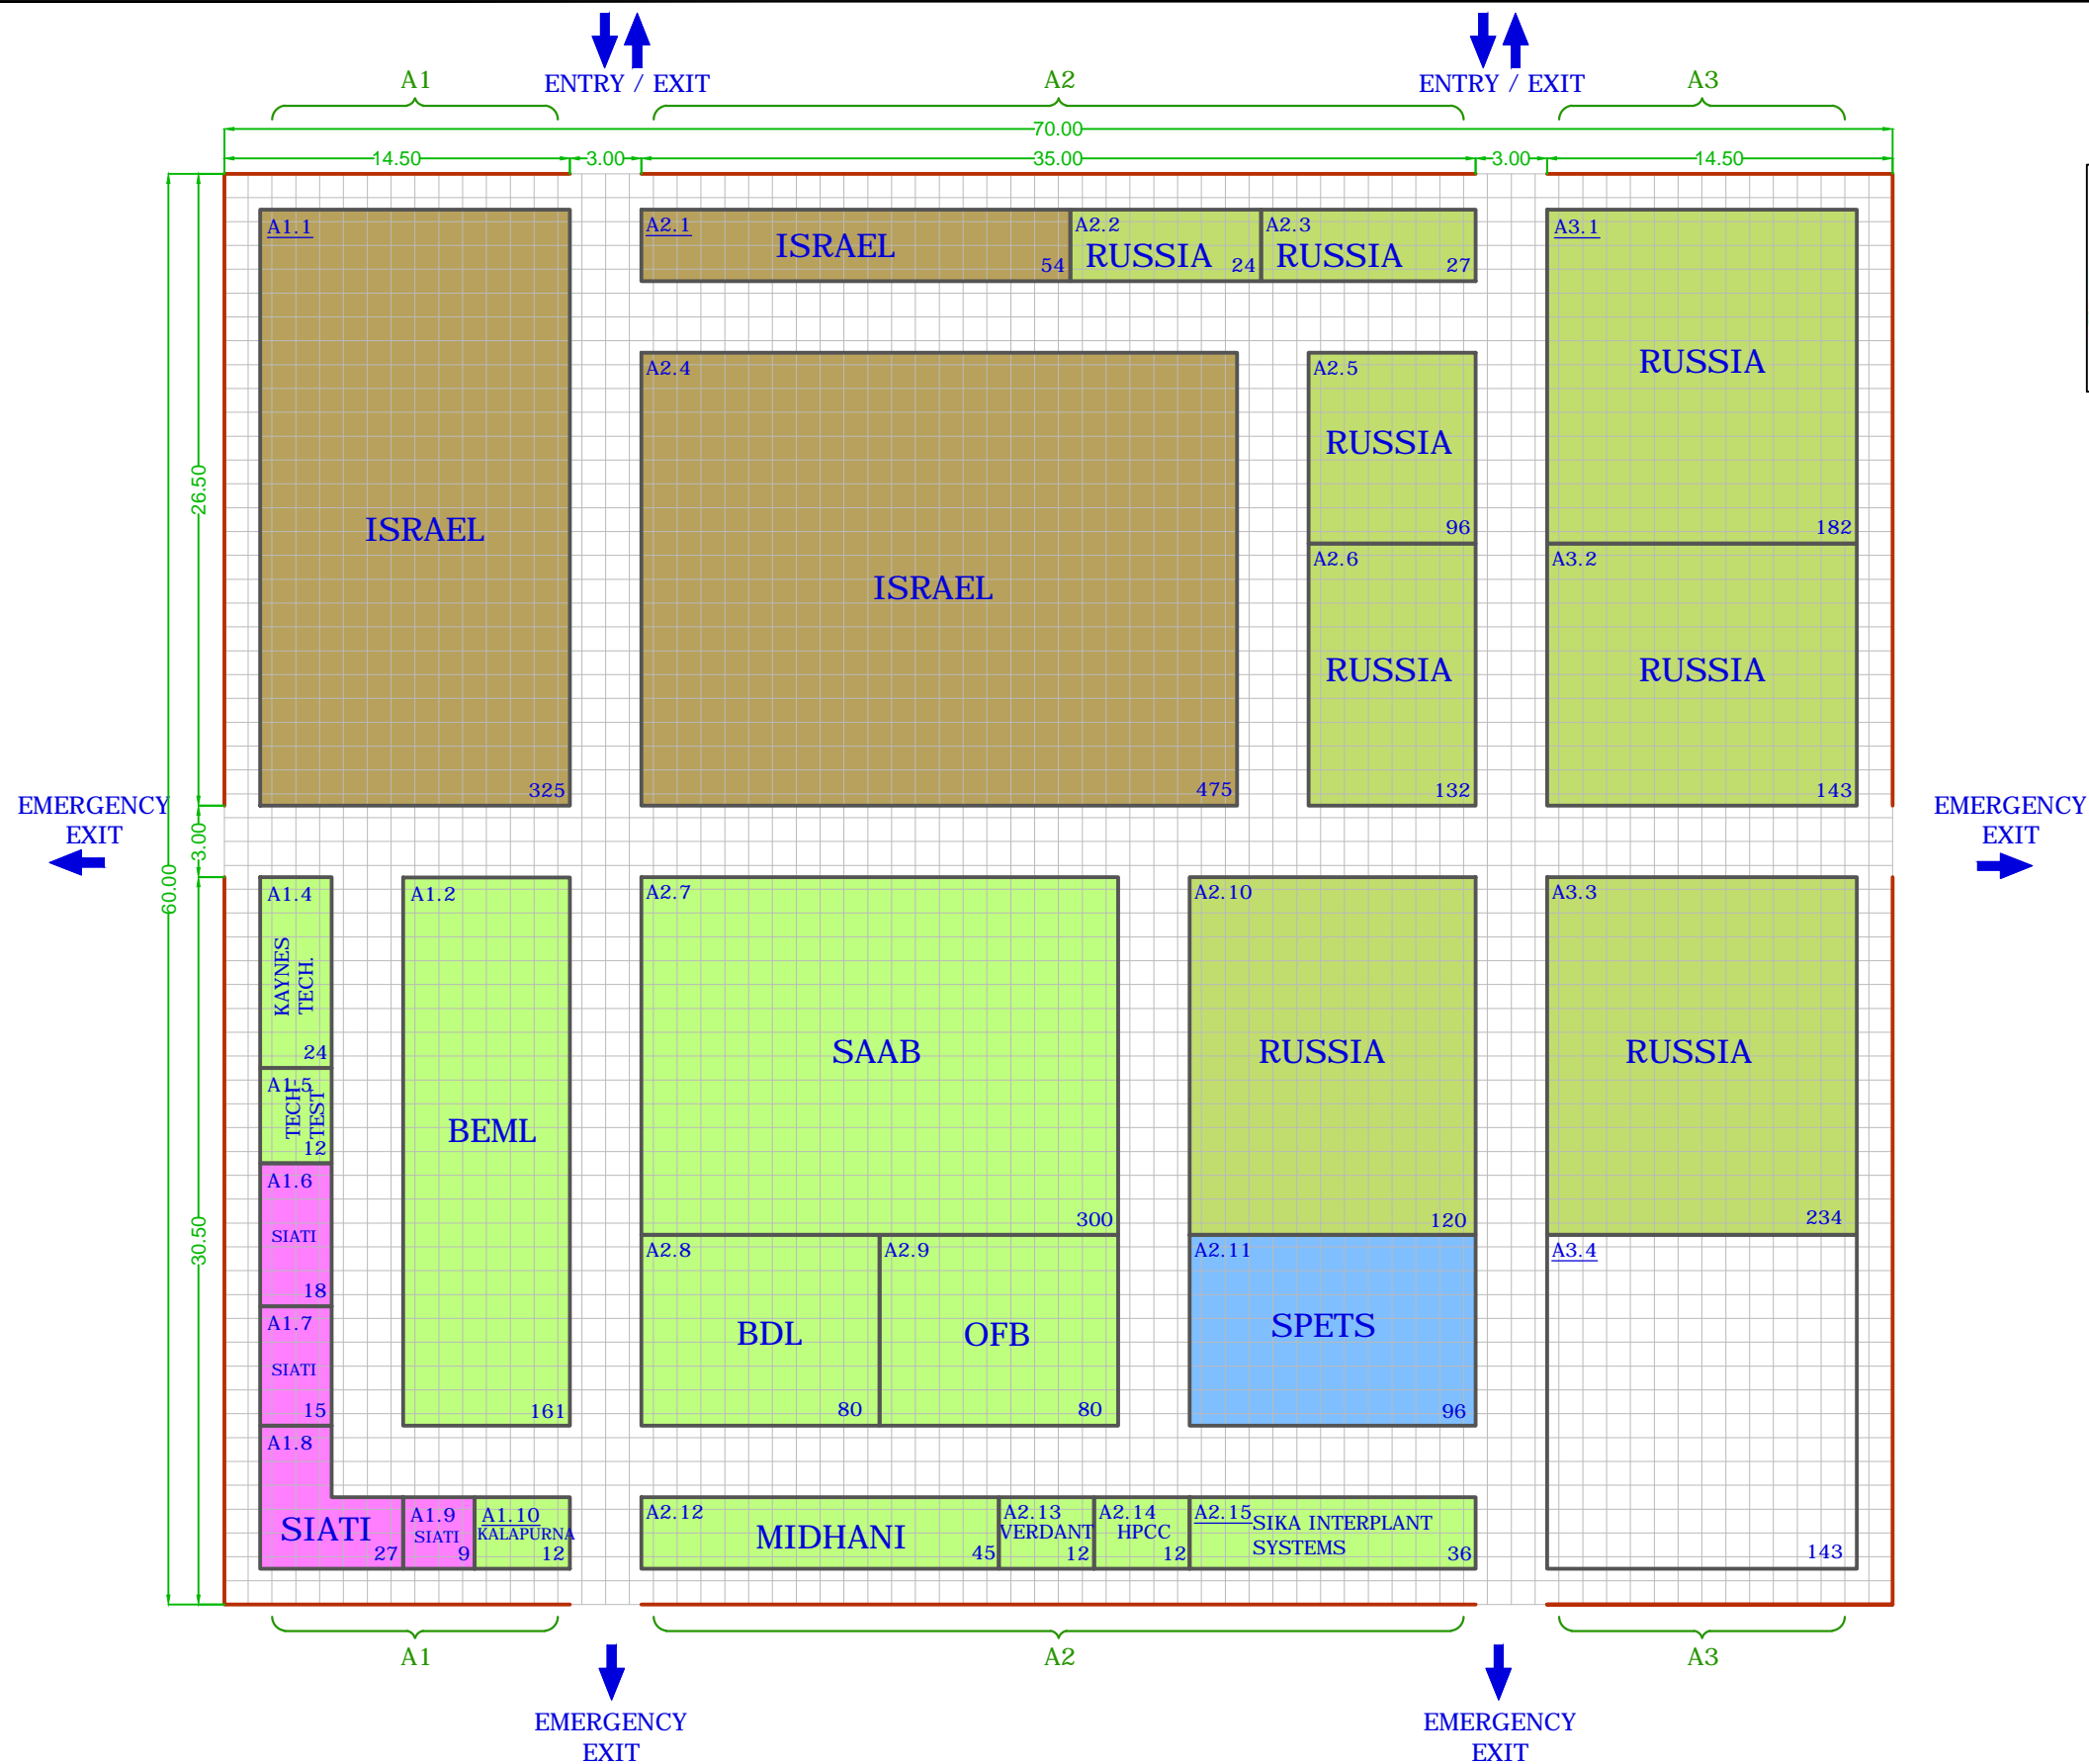 A1
ENTRY / EXIT
A2
ENTRY / EXIT
A3
70.00
14.50
3.00
35.00
3.00
14.50
A1.1
ISRAEL
325
A2.1
ISRAEL
54
A2.2
RUSSIA
24
A2.3
RUSSIA
27
A3.1
RUSSIA
182
A2.4
ISRAEL
475
A2.5
RUSSIA
96
A2.6
RUSSIA
132
A3.2
RUSSIA
143
26.50
3.00
60.00
30.50
EMERGENCY
EXIT
EMERGENCY
EXIT
A1.4
KAYNES
TECH.
24
A1.5
TECH-
TEST
12
A1.6
SIATI
18
A1.7
SIATI
15
A1.8
SIATI
27
A1.9
SIATI
9
A1.10
KALAPURNA
12
A1.2
BEML
161
A2.7
SAAB
300
A2.8
BDL
80
A2.9
OFB
80
A2.10
RUSSIA
120
A2.11
SPETS
96
A3.3
RUSSIA
234
A3.4
143
A2.12
MIDHANI
45
A2.13
VERDANT
12
A2.14
HPCC
12
A2.15
SIKA INTERPLANT
SYSTEMS
36
A1
A2
A3
EMERGENCY
EXIT
EMERGENCY
EXIT